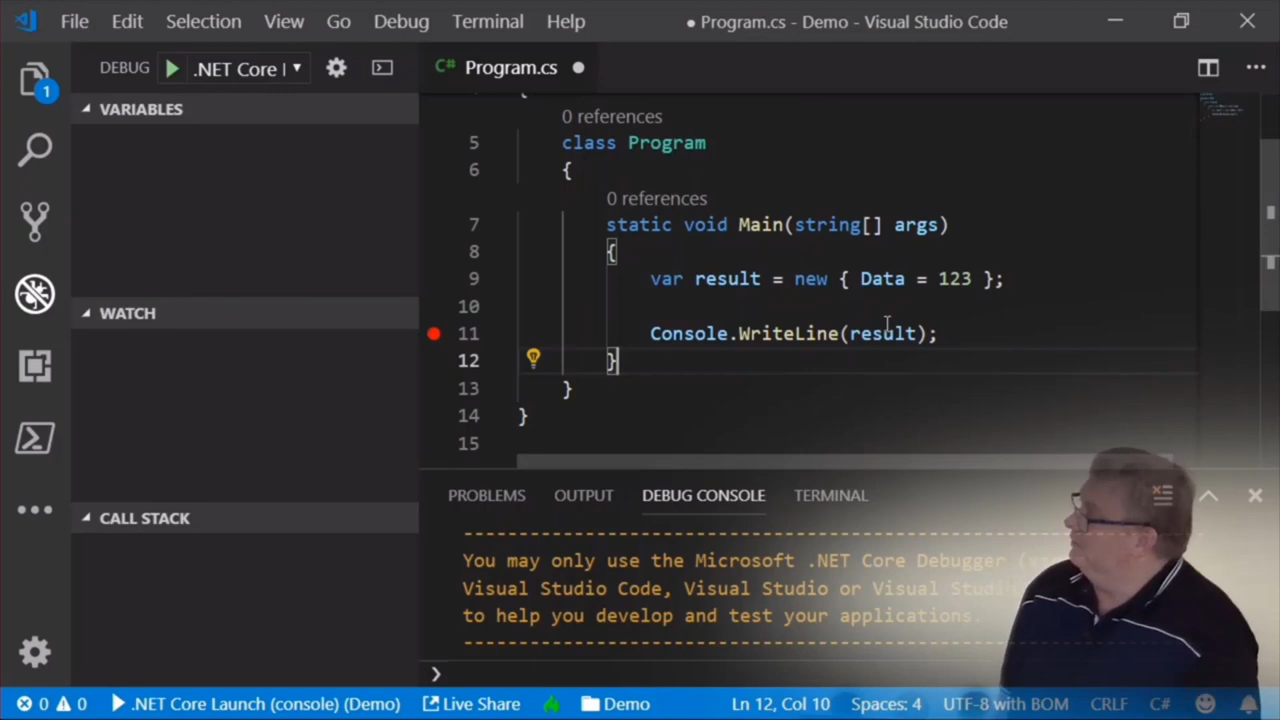 File Edit Selection View Go Debug Terminal Help ● Program.cs - Demo - Visual Studio Code
DEBUG .NET Core
C# Program.cs
1
VARIABLES
WATCH
CALL STACK
{
0 references
5 class Program
6 {
0 references
7 static void Main(string[] args)
8 {
9 var result = new { Data = 123 };
10
11 Console.WriteLine(result);
12 }
13 }
14 }
15
PROBLEMS OUTPUT DEBUG CONSOLE TERMINAL
You may only use the Microsoft .NET Core Debugger
Visual Studio Code, Visual Studio or Visual
to help you develop and test your applications.
0 0 .NET Core Launch (console) (Demo) Live Share Demo Ln 12, Col 10 Spaces: 4 UTF-8 with BOM CRLF C#